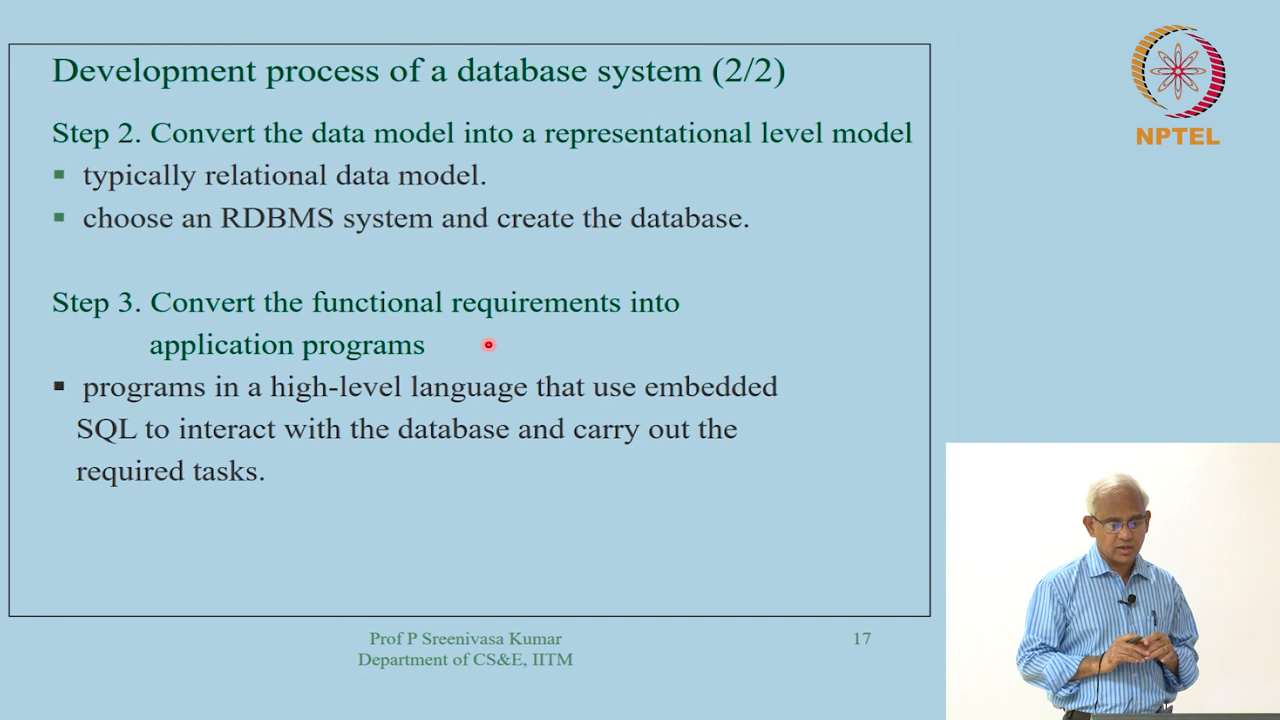 Development process of a database system (2/2)
Step 2. Convert the data model into a representational level model
▪ typically relational data model.
▪ choose an RDBMS system and create the database.
Step 3. Convert the functional requirements into
application programs
▪ programs in a high-level language that use embedded
SQL to interact with the database and carry out the
required tasks.
Prof P Sreenivasa Kumar
Department of CS&E, IITM
17
NPTEL